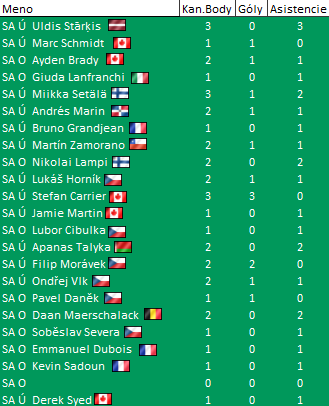 Meno Kan.Body Góly Asistencie
SA Ú Uldis Stārķis 3 0 3
SA Ú Marc Schmidt 1 1 0
SA O Ayden Brady 2 1 1
SA O Giuda Lanfranchi 1 0 1
SA Ú Miikka Setälä 3 1 2
SA Ú Andrés Marin 2 1 1
SA Ú Bruno Grandjean 1 0 1
SA Ú Martín Zamorano 2 1 1
SA O Nikolai Lampi 2 0 2
SA Ú Lukáš Horník 2 1 1
SA Ú Stefan Carrier 3 3 0
SA Ú Jamie Martin 1 0 1
SA O Lubor Cibulka 1 0 1
SA Ú Apanas Talyka 2 0 2
SA Ú Filip Morávek 2 2 0
SA Ú Ondřej Vlk 2 1 1
SA O Pavel Daněk 1 1 0
SA O Daan Maerschalack 2 0 2
SA O Soběslav Severa 1 0 1
SA O Emmanuel Dubois 1 0 1
SA O Kevin Sadoun 1 0 1
SA O 0 0 0
SA Ú Derek Syed 1 0 1